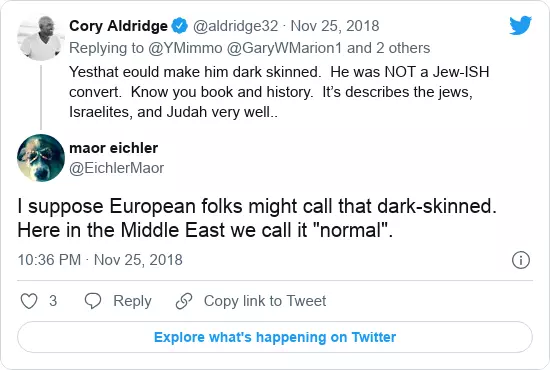 Cory Aldridge @aldridge32 · Nov 25, 2018
Replying to @YMimmo @GaryWMarion1 and 2 others
Yesthat eould make him dark skinned. He was NOT a Jew-ISH
convert. Know you book and history. It's describes the jews,
Israelites, and Judah very well..
maor eichler
@EichlerMaor
I suppose European folks might call that dark-skinned.
Here in the Middle East we call it "normal".
10:36 PM · Nov 25, 2018
3 Reply Copy link to Tweet
Explore what's happening on Twitter